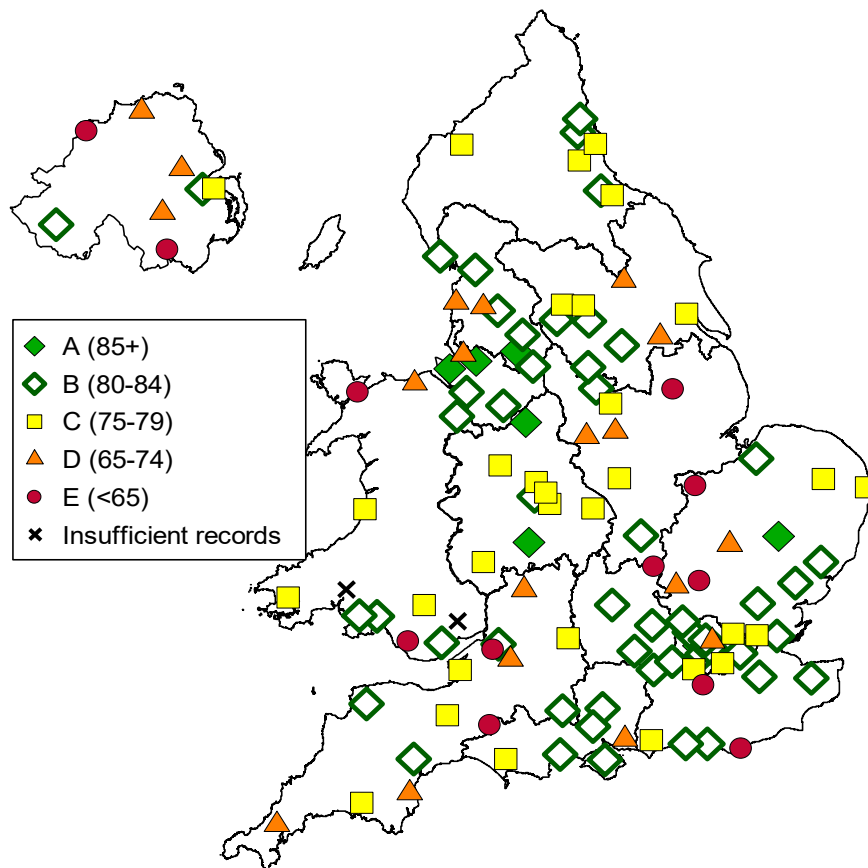 A (85+)
B (80-84)
C (75-79)
D (65-74)
E (<65)
Insufficient records